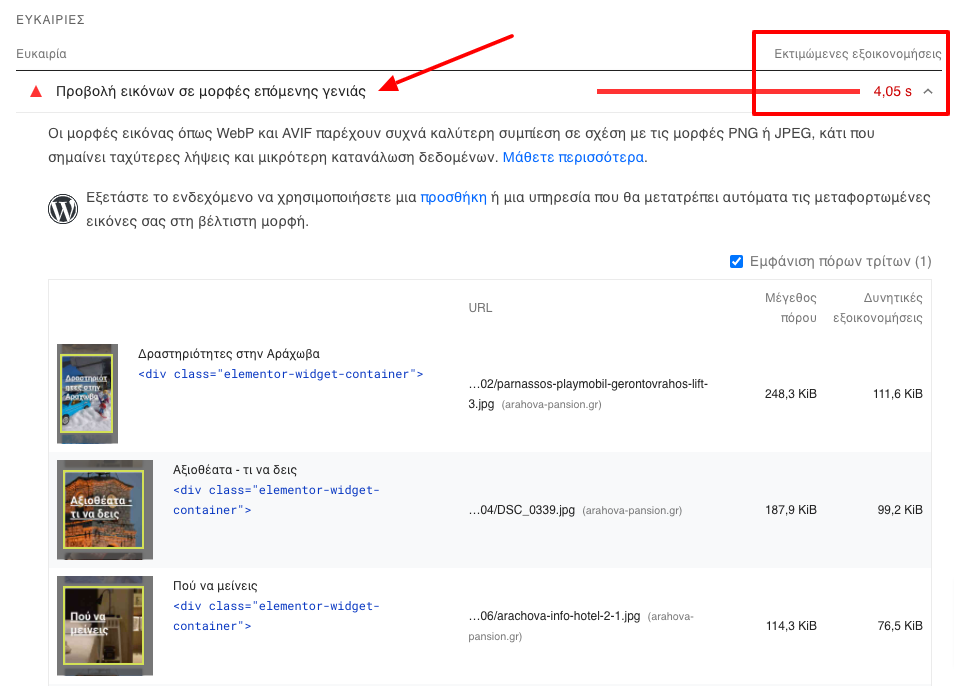 ΕΥΚΑΙΡΙΕΣ
Ευκαιρία
Εκτιμώμενες εξοικονομήσεις
Προβολή εικόνων σε μορφές επόμενης γενιάς
4,05 s
Οι μορφές εικόνας όπως WebP και AVIF παρέχουν συχνά καλύτερη συμπίεση σε σχέση με τις μορφές PNG ή JPEG, κάτι που
σημαίνει ταχύτερες λήψεις και μικρότερη κατανάλωση δεδομένων. Μάθετε περισσότερα.
Εξετάστε το ενδεχόμενο να χρησιμοποιήσετε μια προσθήκη ή μια υπηρεσία που θα μετατρέπει αυτόματα τις μεταφορτωμένες
εικόνες σας στη βέλτιστη μορφή.
Εμφάνιση πόρων τρίτων (1)
URL
Μέγεθος
πόρου
Δυνητικές
εξοικονομήσεις
Δραστηριότ
ητες στην
Αράχωβα
Δραστηριότητες στην Αράχωβα
<div class="elementor-widget-container">
…02/parnassos-playmobil-gerontovrahos-lift-
3.jpg (arahova-pansion.gr)
248,3 KiB
111,6 KiB
Αξιοθέατα -
τι να δεις
Αξιοθέατα - τι να δεις
<div class="elementor-widget-
container">
…04/DSC_0339.jpg (arahova-pansion.gr)
187,9 KiB
99,2 KiB
Πού να
μείνεις
Πού να μείνεις
<div class="elementor-widget-
container">
…06/arachova-info-hotel-2-1.jpg (arahova-
pansion.gr)
114,3 KiB
76,5 KiB